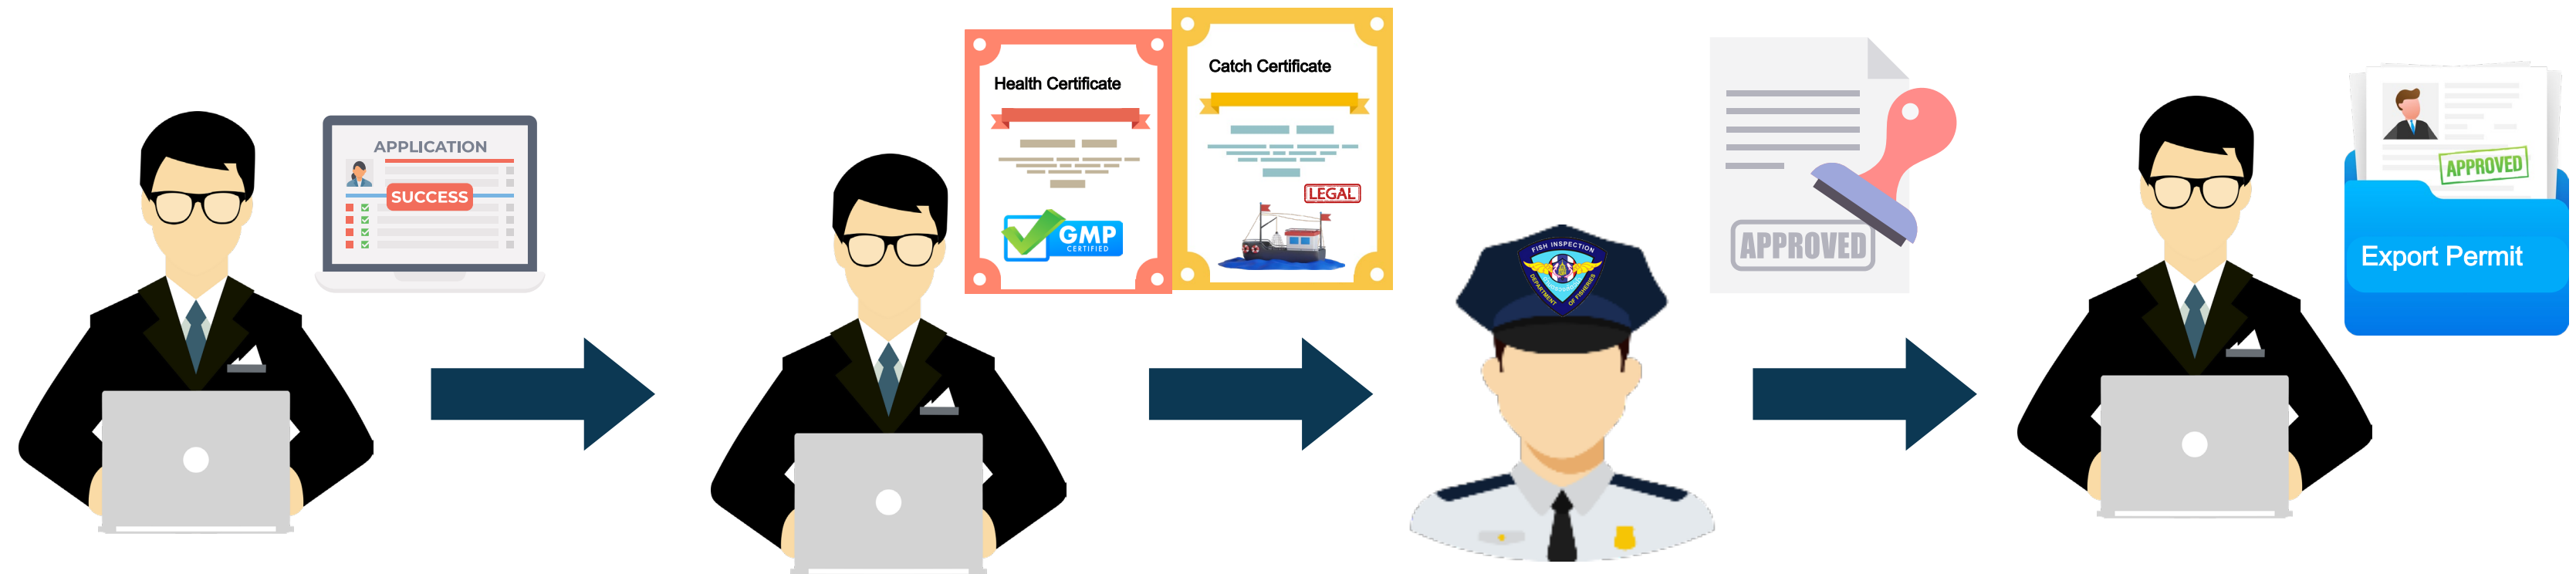 APPLICATION
SUCCESS
Health Certificate
GMP
CERTIFIED
Catch Certificate
LEGAL
FISH INSPECTION
DEPARTMENT OF FISHERIES
APPROVED
APPROVED
Export Permit